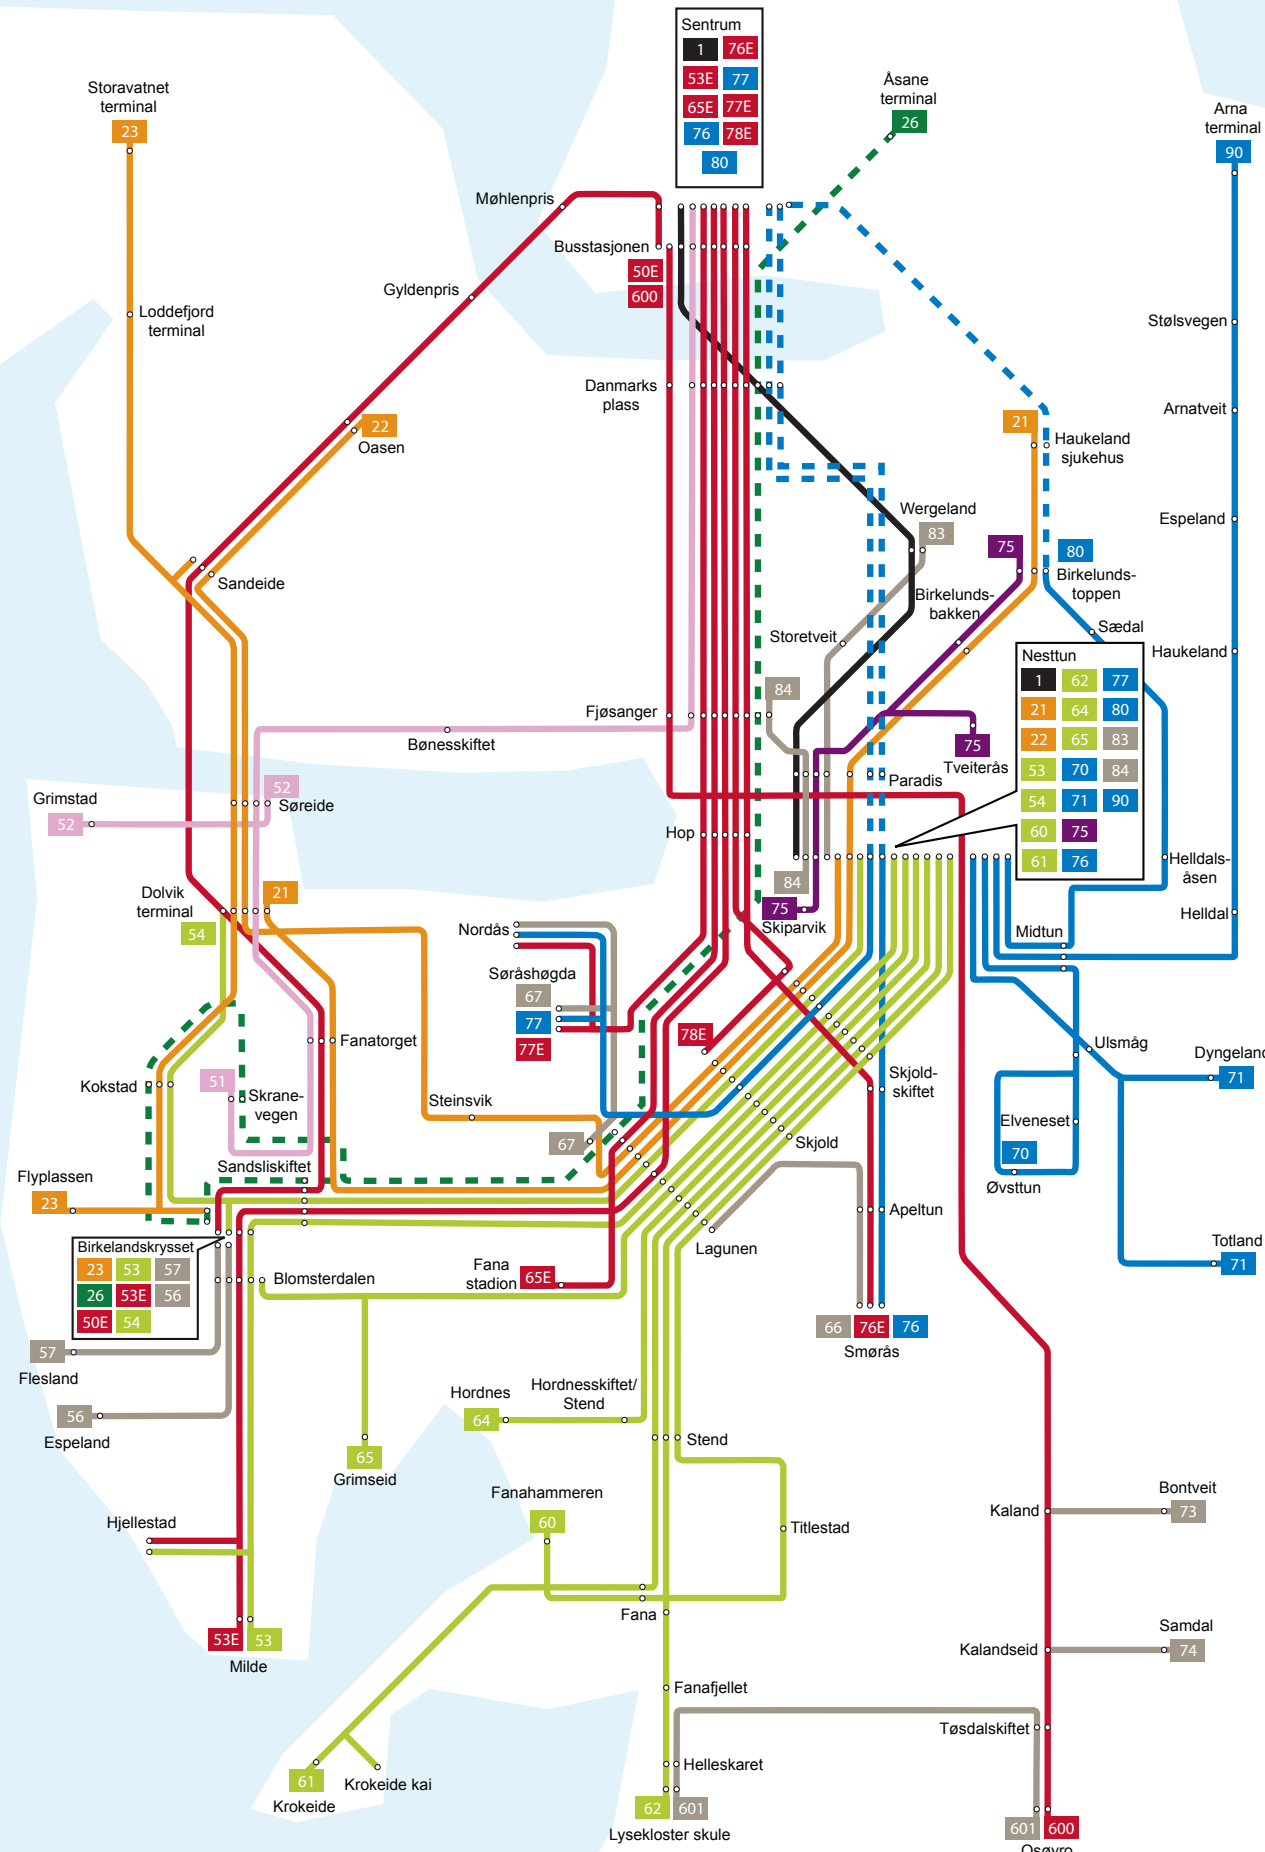 Sentrum
1 76E
53E 77
65E 77E
76 78E
80
Storavatnet
terminal
23
Åsane
terminal
26
Arna
terminal
90
Møhlenpris
Busstasjonen
50E
600
Gyldenpris
Loddefjord
terminal
Stølsvegen
Danmarks
plass
Arnatveit
22
Oasen
21
Haukeland
sjukehus
Wergeland
83
Espeland
75
80
Birkelunds-
toppen
Sandeide
Birkelunds-
bakken
Sædal
Storetveit
Haukeland
Nesttun
1 62 77
21 64 80
22 65 83
53 70 84
54 71 90
60 75
61 76
84
Fjøsanger
Bønesskiftet
75
Tveiterås
Paradis
52
Søreide
Grimstad
52
Hop
Helldals-
åsen
84
Dolvik
terminal
21
54
75
Skiparvik
Helldal
Nordås
Midtun
Søråshøgda
67
77
77E
78E
Fanatorget
Ulsmåg
Dyngeland
71
Kokstad
51
Skrane-
vegen
Skjold-
skiftet
Steinsvik
Elveneset
67
Skjold
70
Øvsttun
Sandsliskiftet
Flyplassen
23
Apeltun
Lagunen
Birkelandskrysset
23 53 57
26 53E 56
50E 54
Totland
71
Blomsterdalen
Fana
stadion
65E
66 76E 76
Smørås
57
Flesland
Hordnes
64
Hordnesskiftet/
Stend
56
Espeland
Stend
65
Grimseid
Fanahammeren
60
Bontveit
73
Kaland
Hjellestad
Titlestad
Fana
Samdal
74
53E 53
Milde
Kalandseid
Fanafjellet
Tøsdalskiftet
Helleskaret
61
Krokeide
Krokeide kai
62 601
Lysekloster skule
601 600
Osøyro